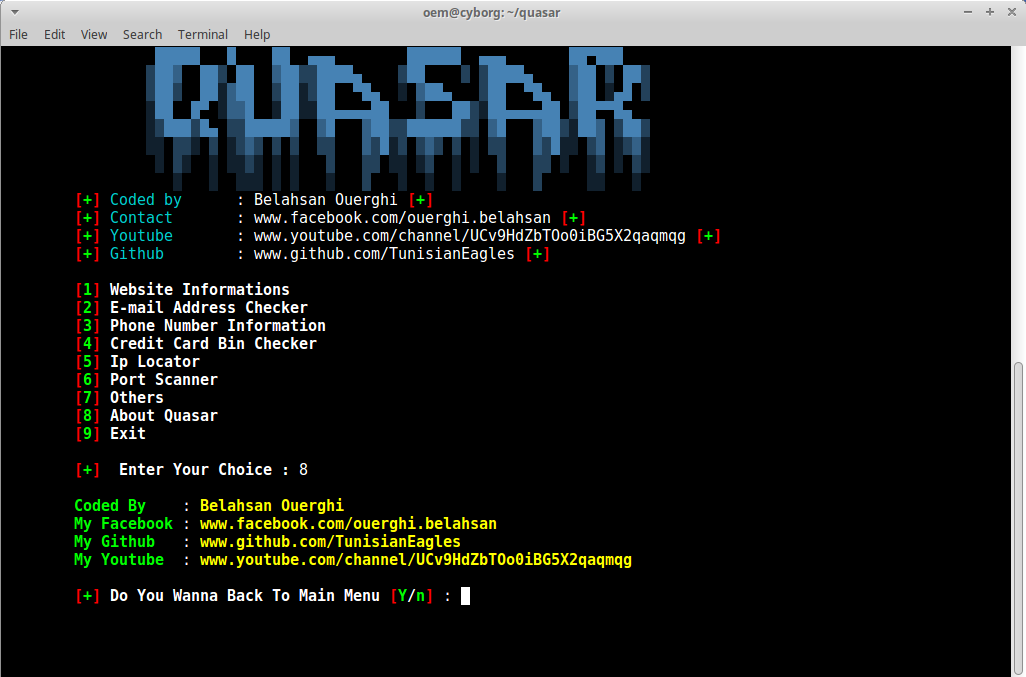 oem@cyborg: ~/quasar
File Edit View Search Terminal Help
QUASAR
[+] Coded by : Belahsan Ouerghi [+]
[+] Contact : www.facebook.com/ouerghi.belahsan [+]
[+] Youtube : www.youtube.com/channel/UCv9HdZbTOo0iBG5X2qaqmqg [+]
[+] Github : www.github.com/TunisianEagles [+]
[1] Website Informations
[2] E-mail Address Checker
[3] Phone Number Information
[4] Credit Card Bin Checker
[5] Ip Locator
[6] Port Scanner
[7] Others
[8] About Quasar
[9] Exit
[+] Enter Your Choice : 8
Coded By : Belahsan Ouerghi
My Facebook : www.facebook.com/ouerghi.belahsan
My Github : www.github.com/TunisianEagles
My Youtube : www.youtube.com/channel/UCv9HdZbTOo0iBG5X2qaqmqg
[+] Do You Wanna Back To Main Menu [Y/n] :